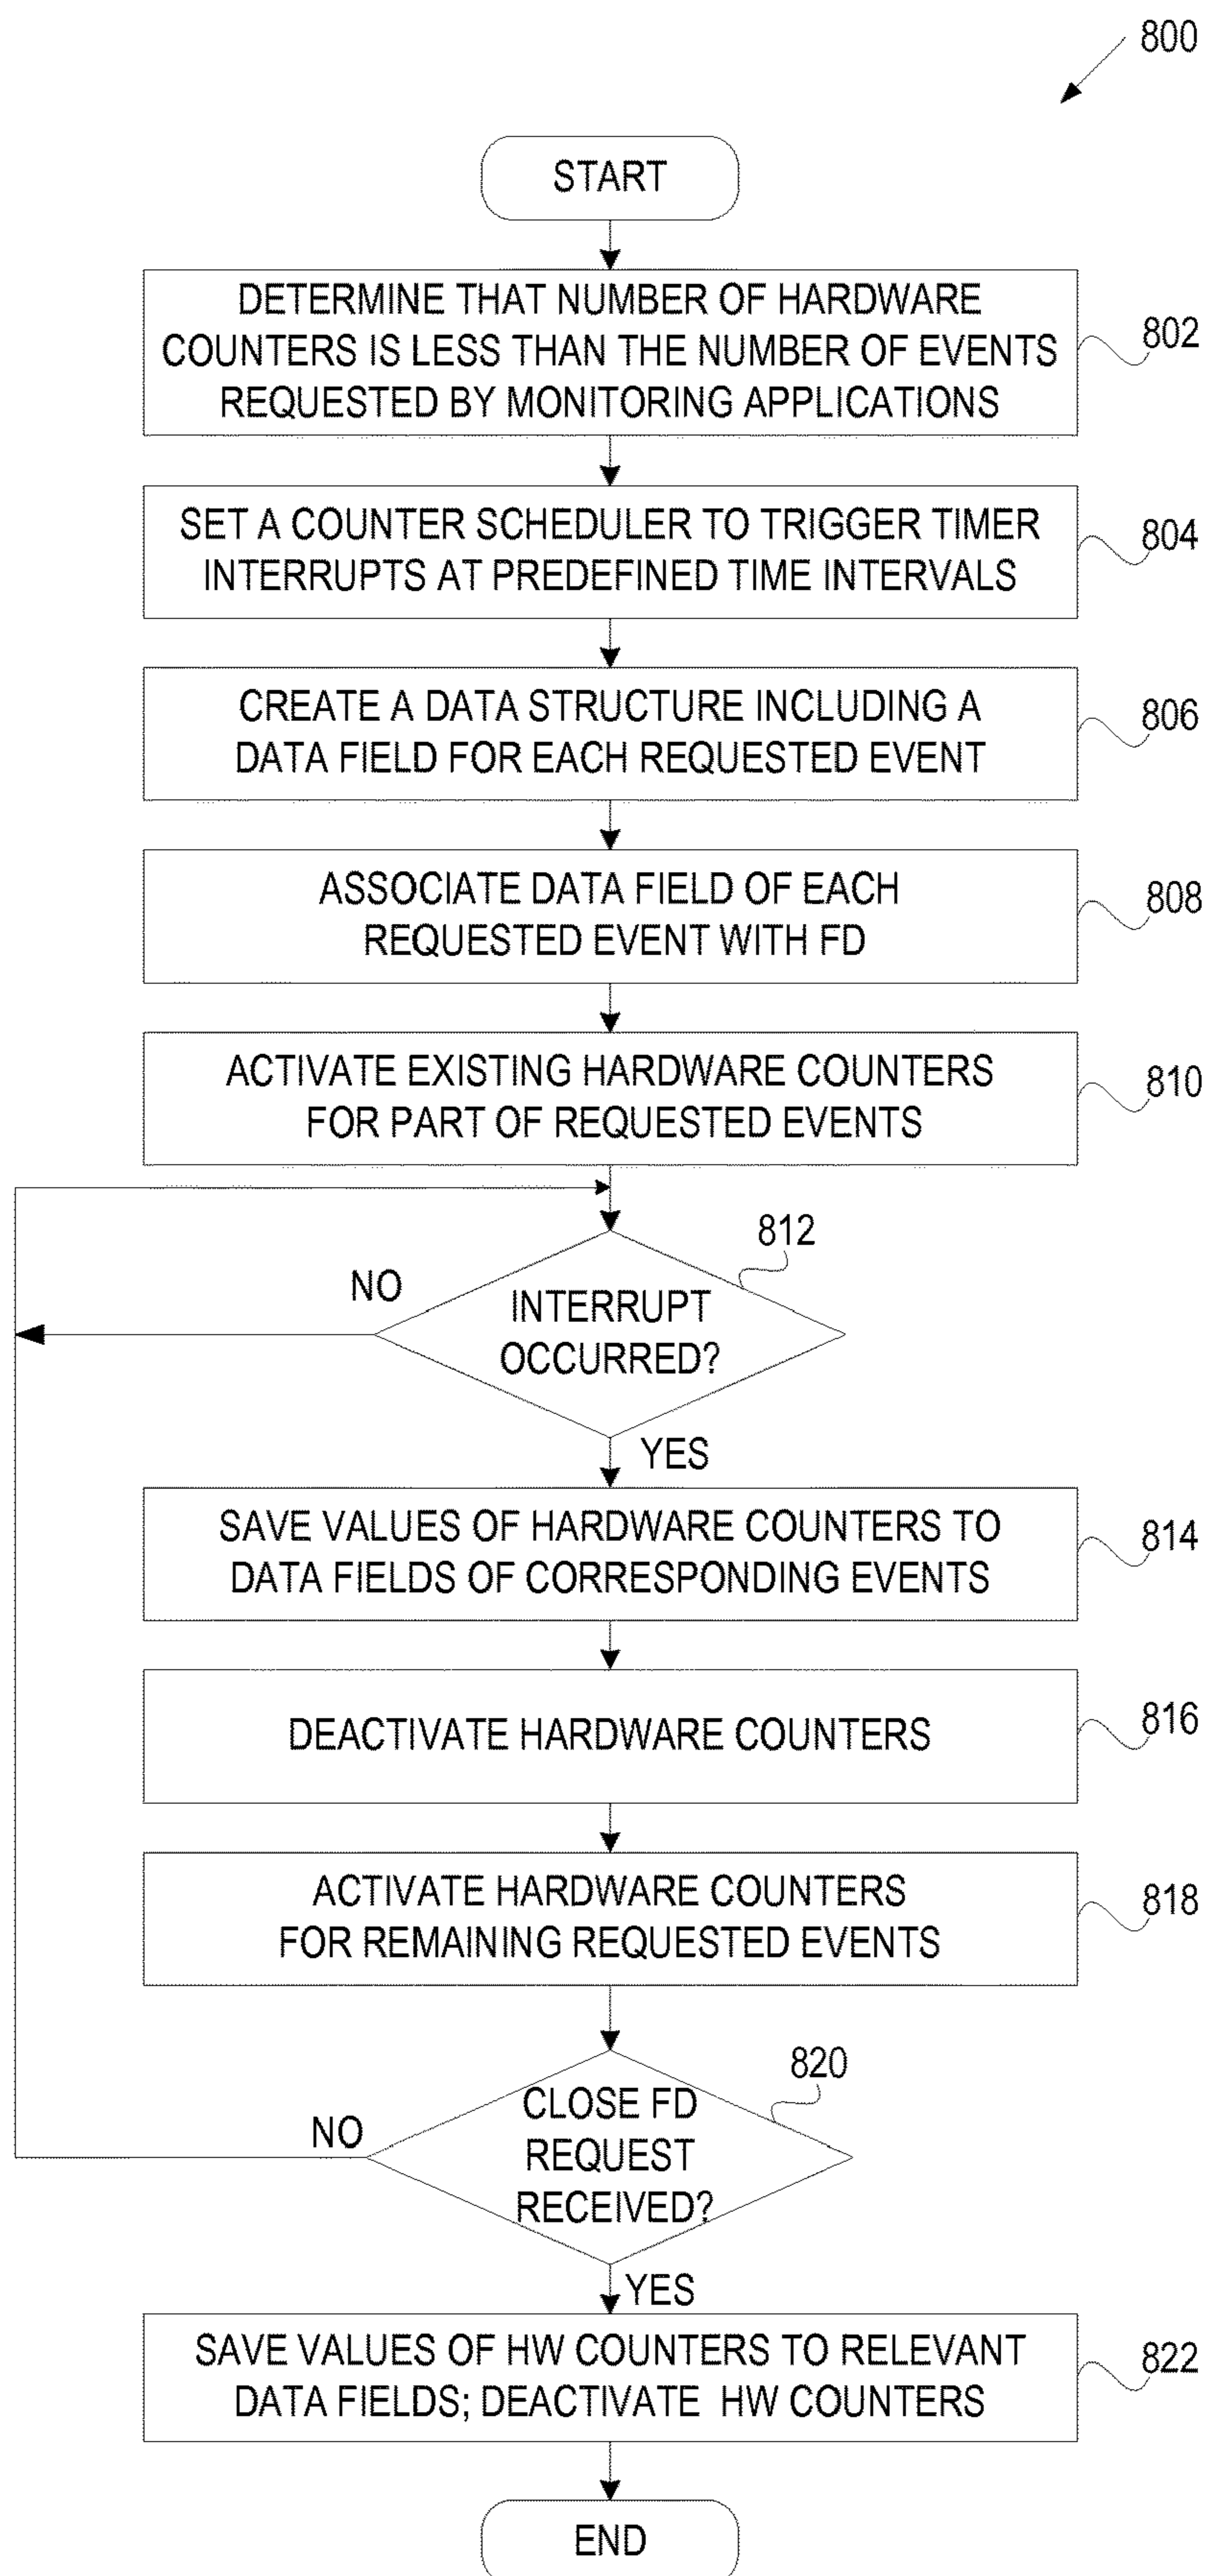 800
START
DETERMINE THAT NUMBER OF HARDWARE
COUNTERS IS LESS THAN THE NUMBER OF EVENTS
REQUESTED BY MONITORING APPLICATIONS
802
SET A COUNTER SCHEDULER TO TRIGGER TIMER
INTERRUPTS AT PREDEFINED TIME INTERVALS
804
CREATE A DATA STRUCTURE INCLUDING A
DATA FIELD FOR EACH REQUESTED EVENT
806
ASSOCIATE DATA FIELD OF EACH
REQUESTED EVENT WITH FD
808
ACTIVATE EXISTING HARDWARE COUNTERS
FOR PART OF REQUESTED EVENTS
810
812
NO
INTERRUPT
OCCURRED?
YES
SAVE VALUES OF HARDWARE COUNTERS TO
DATA FIELDS OF CORRESPONDING EVENTS
814
DEACTIVATE HARDWARE COUNTERS
816
ACTIVATE HARDWARE COUNTERS
FOR REMAINING REQUESTED EVENTS
818
820
NO
CLOSE FD
REQUEST
RECEIVED?
YES
SAVE VALUES OF HW COUNTERS TO RELEVANT
DATA FIELDS; DEACTIVATE HW COUNTERS
822
END